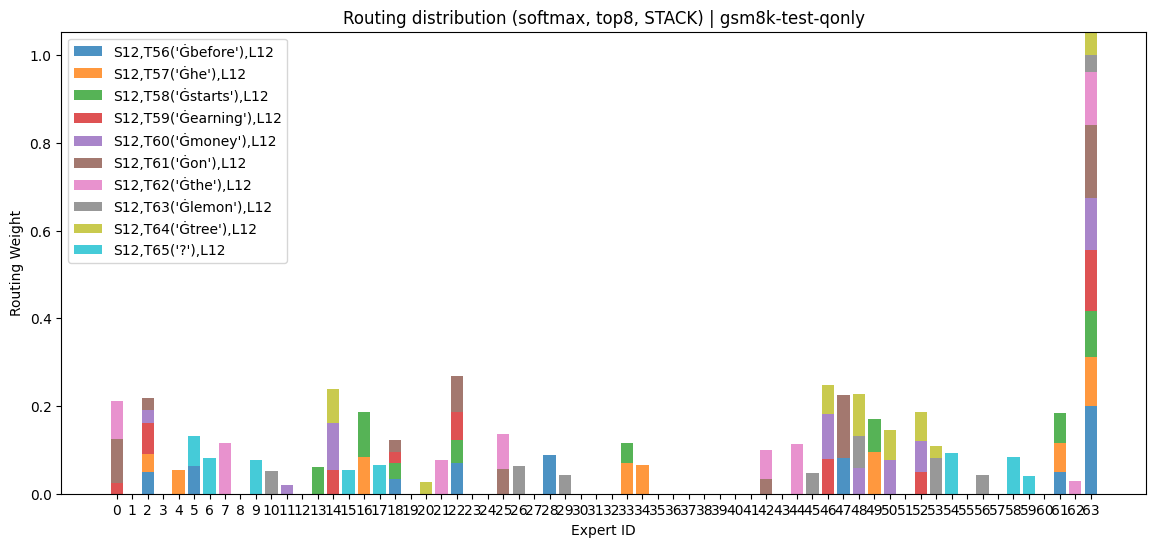 Routing distribution (softmax, top8, STACK) | gsm8k-test-qonly
S12,T56('Ġbefore'),L12
S12,T57('Ġhe'),L12
S12,T58('Ġstarts'),L12
S12,T59('Ġearning'),L12
S12,T60('Ġmoney'),L12
S12,T61('Ġon'),L12
S12,T62('Ġthe'),L12
S12,T63('Ġlemon'),L12
S12,T64('Ġtree'),L12
S12,T65('?'),L12
Routing Weight
1.0
0.8
0.6
0.4
0.2
0.0
0 1 2 3 4 5 6 7 8 9 10 11 12 13 14 15 16 17 18 19 20 21 22 23 24 25 26 27 28 29 30 31 32 33 34 35 36 37 38 39 40 41 42 43 44 45 46 47 48 49 50 51 52 53 54 55 56 57 58 59 60 61 62 63
Expert ID